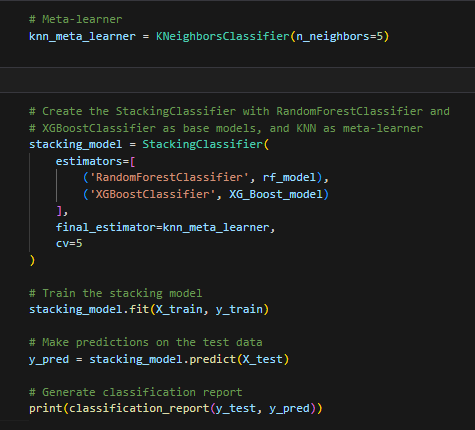 # Meta-learner
knn_meta_learner = KNeighborsClassifier(n_neighbors=5)
# Create the StackingClassifier with RandomForestClassifier and
# XGBoostClassifier as base models, and KNN as meta-learner
stacking_model = StackingClassifier(
    estimators=[
        ('RandomForestClassifier', rf_model),
        ('XGBoostClassifier', XG_Boost_model)
    ],
    final_estimator=knn_meta_learner,
    cv=5
)
# Train the stacking model
stacking_model.fit(X_train, y_train)
# Make predictions on the test data
y_pred = stacking_model.predict(X_test)
# Generate classification report
print(classification_report(y_test, y_pred))